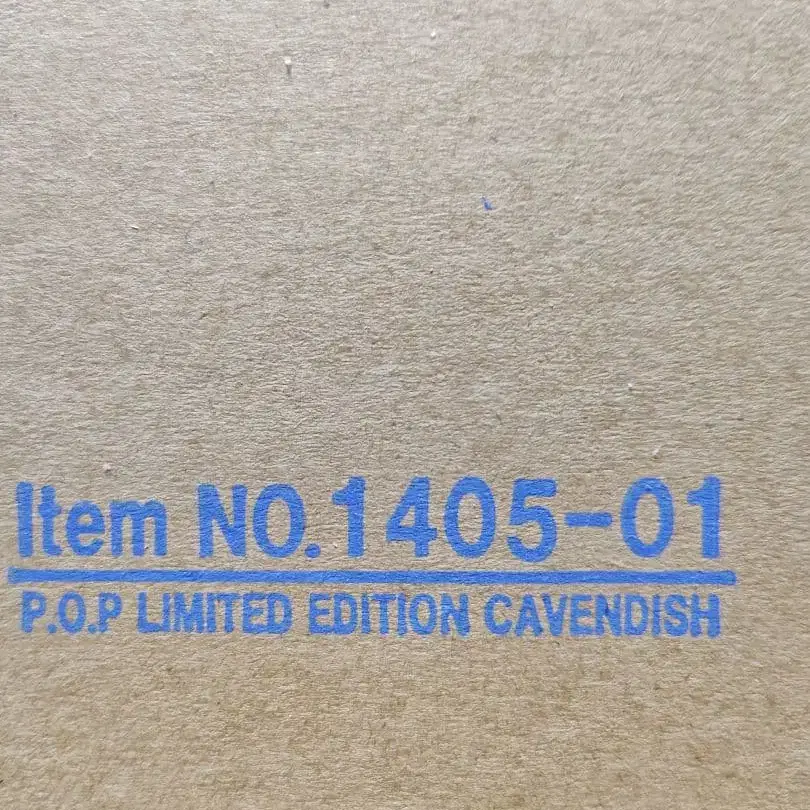 Item NO.1405-01
P.O.P LIMITED EDITION CAVENDISH